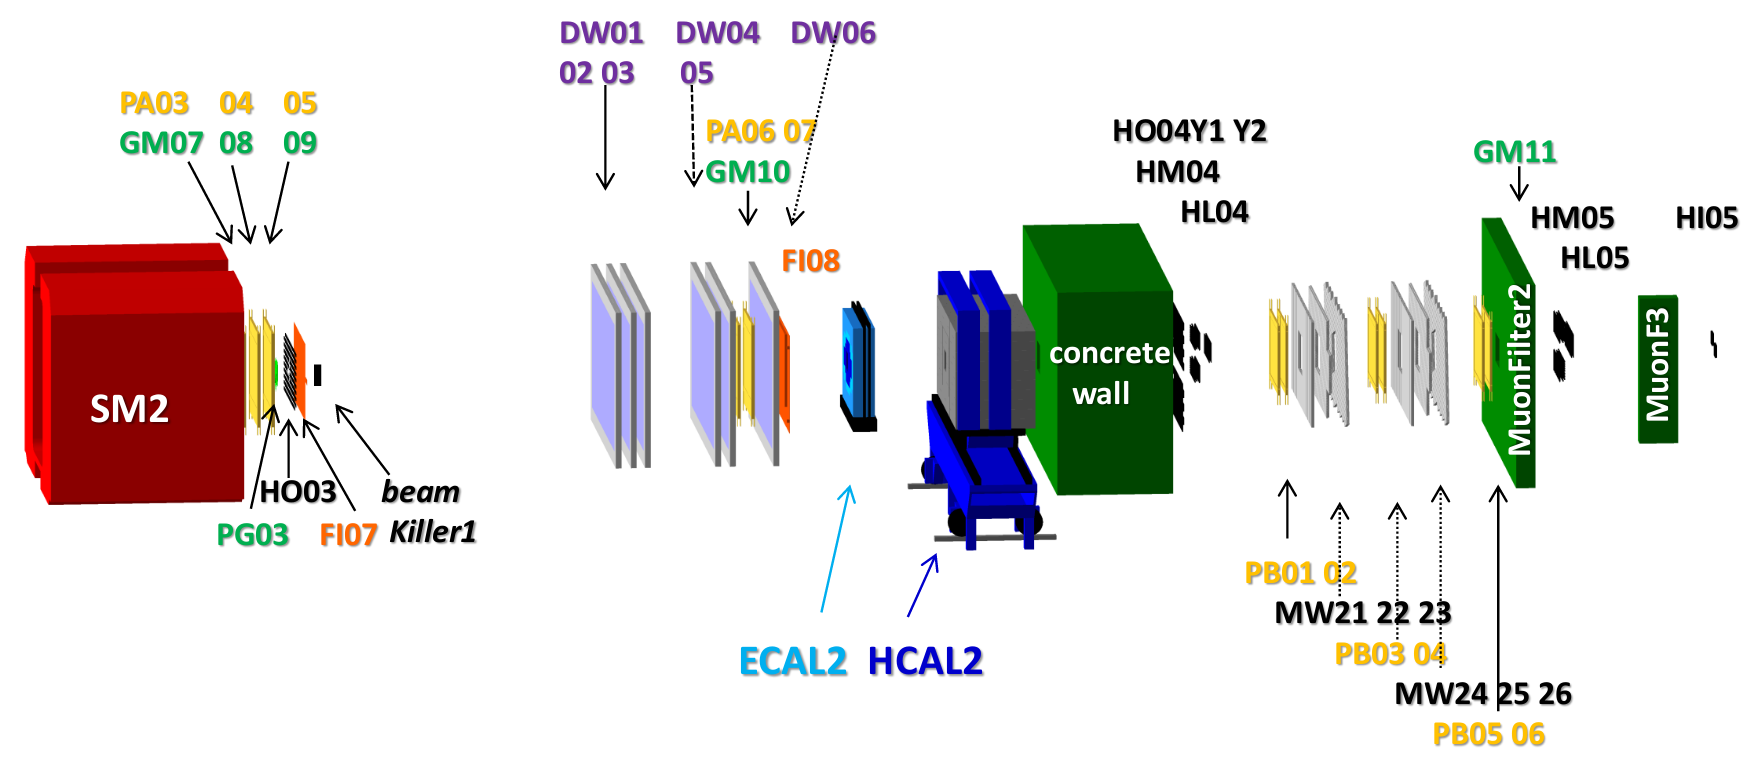 DW01 DW04 DW06
02 03 05
PA03 04 05
GM07 08 09
PA06 07
GM10
HO04Y1 Y2
HM04
HL04
GM11
HM05
HL05
HI05
FI08
SM2
concrete
wall
MuonFilter2
MuonF3
HO03
PG03
FI07
beam
Killer1
ECAL2
HCAL2
PB01 02
MW21 22 23
PB03 04
MW24 25 26
PB05 06